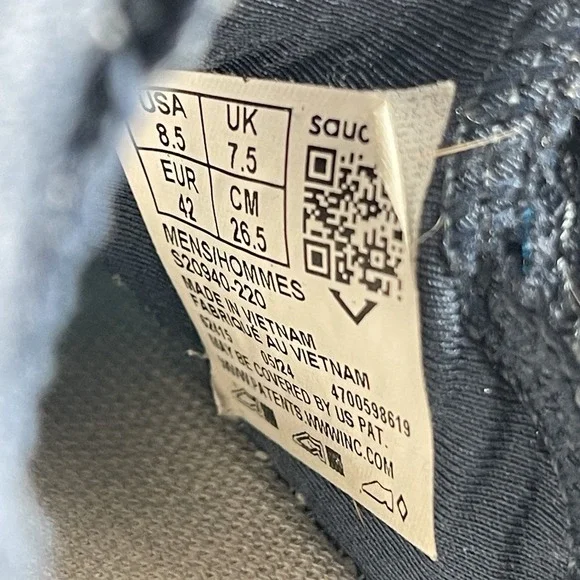 USA 8.5 UK 7.5
EUR 42 CM 26.5
sauc
MENS/HOMMES
S20940-220
MADE IN VIETNAM
FABRIQUE AU VIETNAM
05/24 4700598619
MAY BE COVERED BY US PAT.
WWW.PATENTS.WWWINC.COM